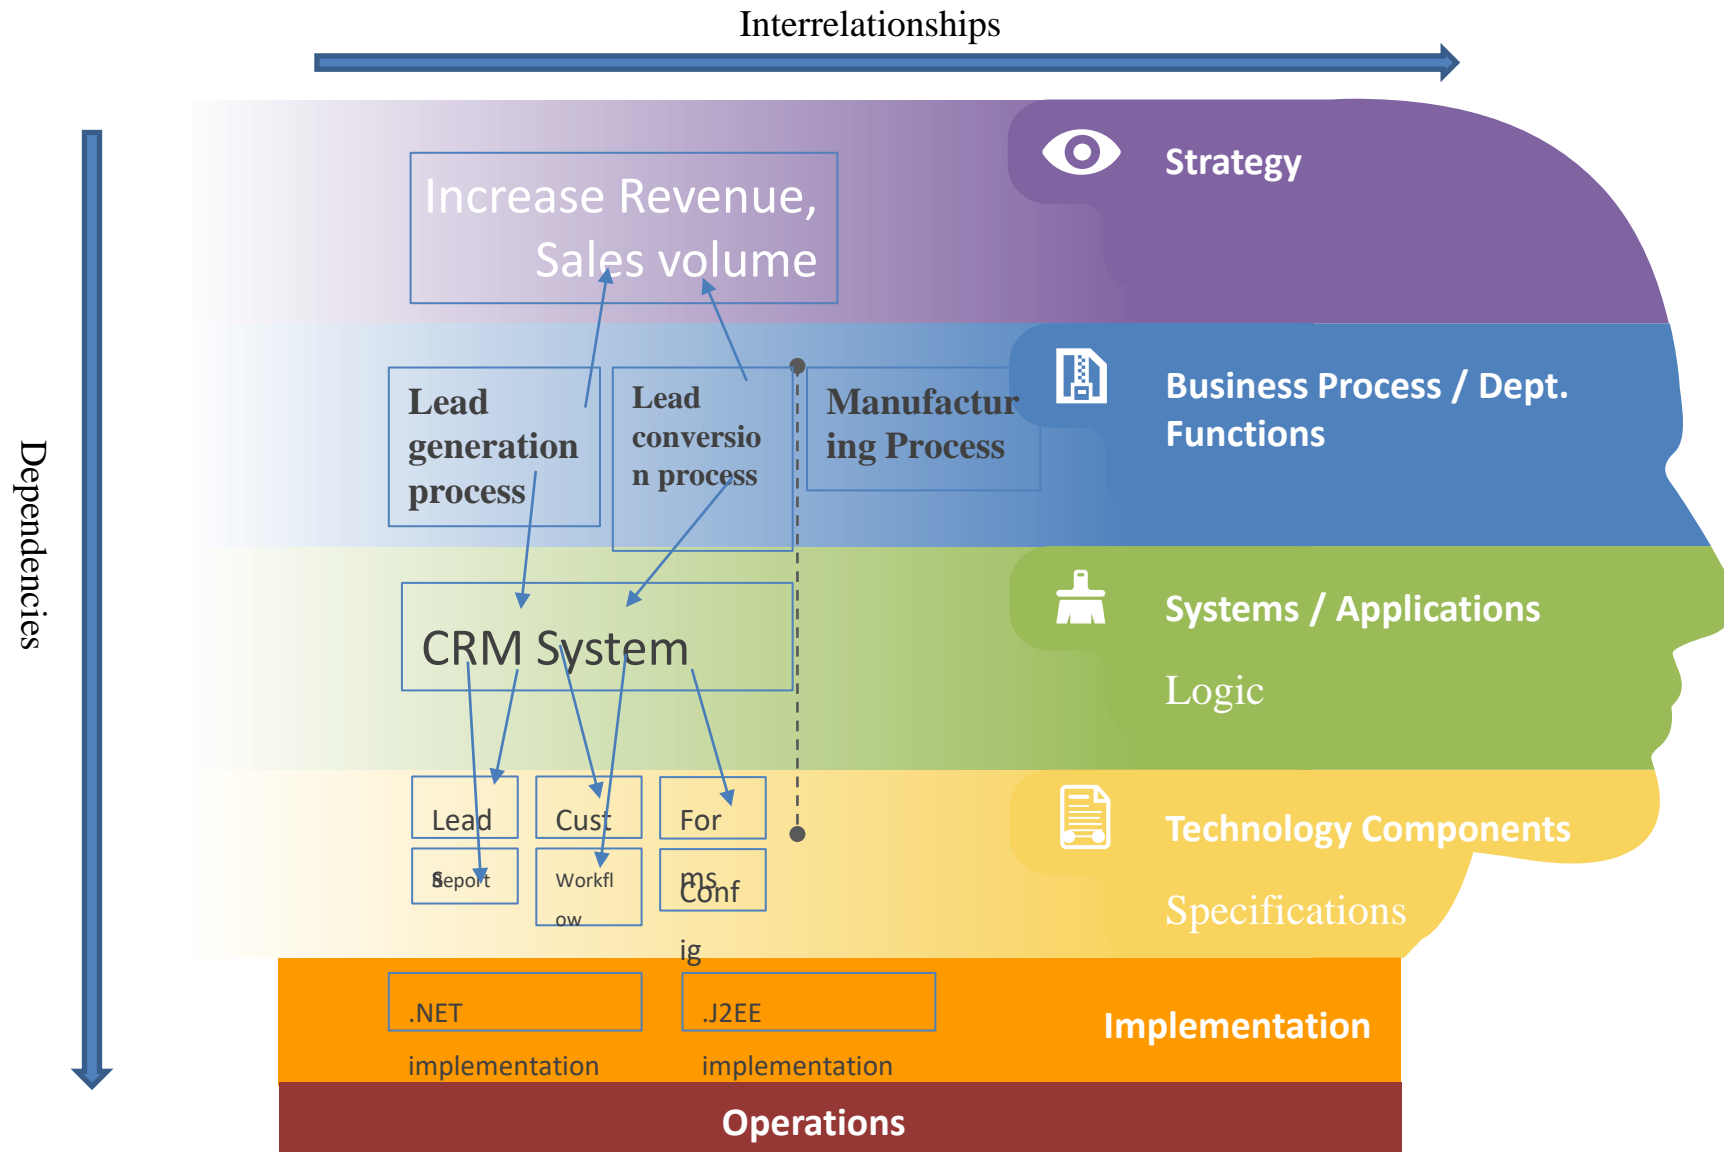 Interrelationships
Dependencies
Strategy
Increase Revenue,
Sales volume
Business Process / Dept.
Functions
Lead
generation
process
Lead
conversio
n process
Manufactur
ing Process
Systems / Applications
Logic
CRM System
Technology Components
Specifications
Lead
s
Cust
For
ms
Report
Workfl
ow
Conf
ig
Implementation
.NET
implementation
.J2EE
implementation
Operations